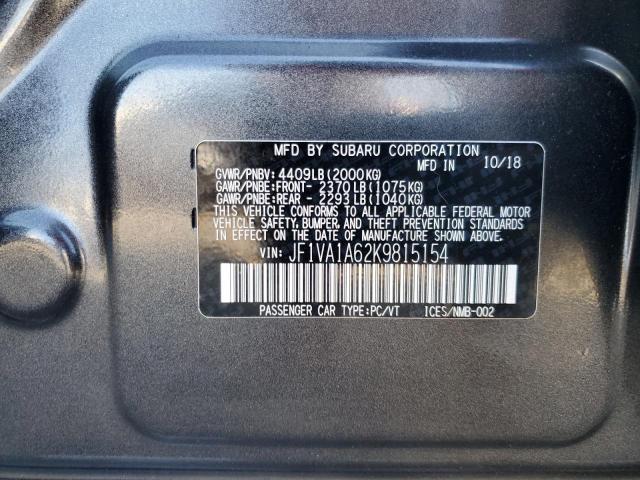 MFD BY SUBARU CORPORATION
MFD IN 10/18
GVWR/PNBV: 4409LB(2000KG)
GAWR/PNBE:FRONT- 2370LB(1075KG)
GAWR/PNBE:REAR - 2293LB(1040KG)
THIS VEHICLE CONFORMS TO ALL APPLICABLE FEDERAL MOTOR
VEHICLE SAFETY, BUMPER, AND THEFT PREVENTION STANDARDS
IN EFFECT ON THE DATE OF MANUFACTURE SHOWN ABOVE.
VIN: JF1VA1A62K9815154
PASSENGER CAR TYPE:PC/VT ICES/NMB-002